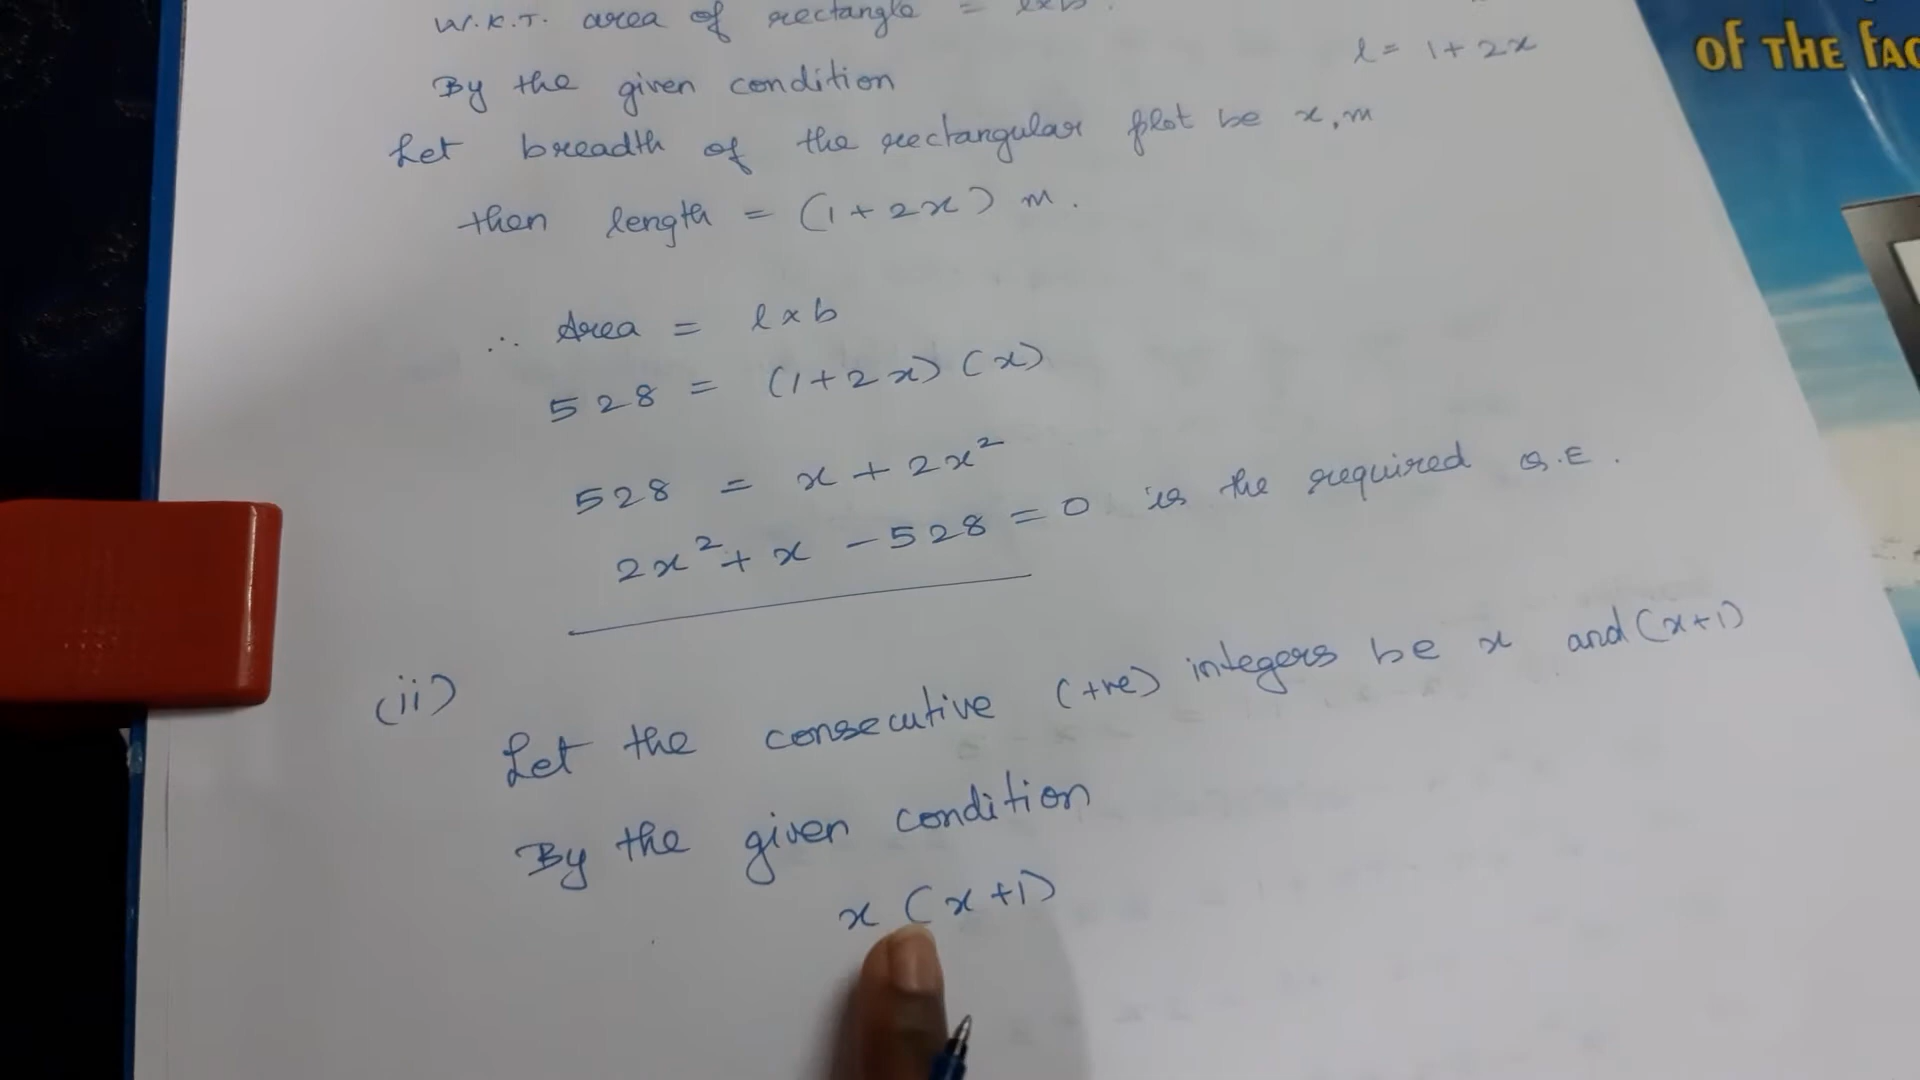 W.K.T. area of rectangle = l×b.
l = 1+2x
By the given condition
Let breadth of the rectangular plot be x, m
then length = (1+2x) m.
∴ Area = l×b
528 = (1+2x) (x)
528 = x + 2x²
2x² + x - 528 = 0 is the required Q.E.
(ii)
Let the consecutive (+ve) integers be x and (x+1)
By the given condition
x (x+1)
OF THE